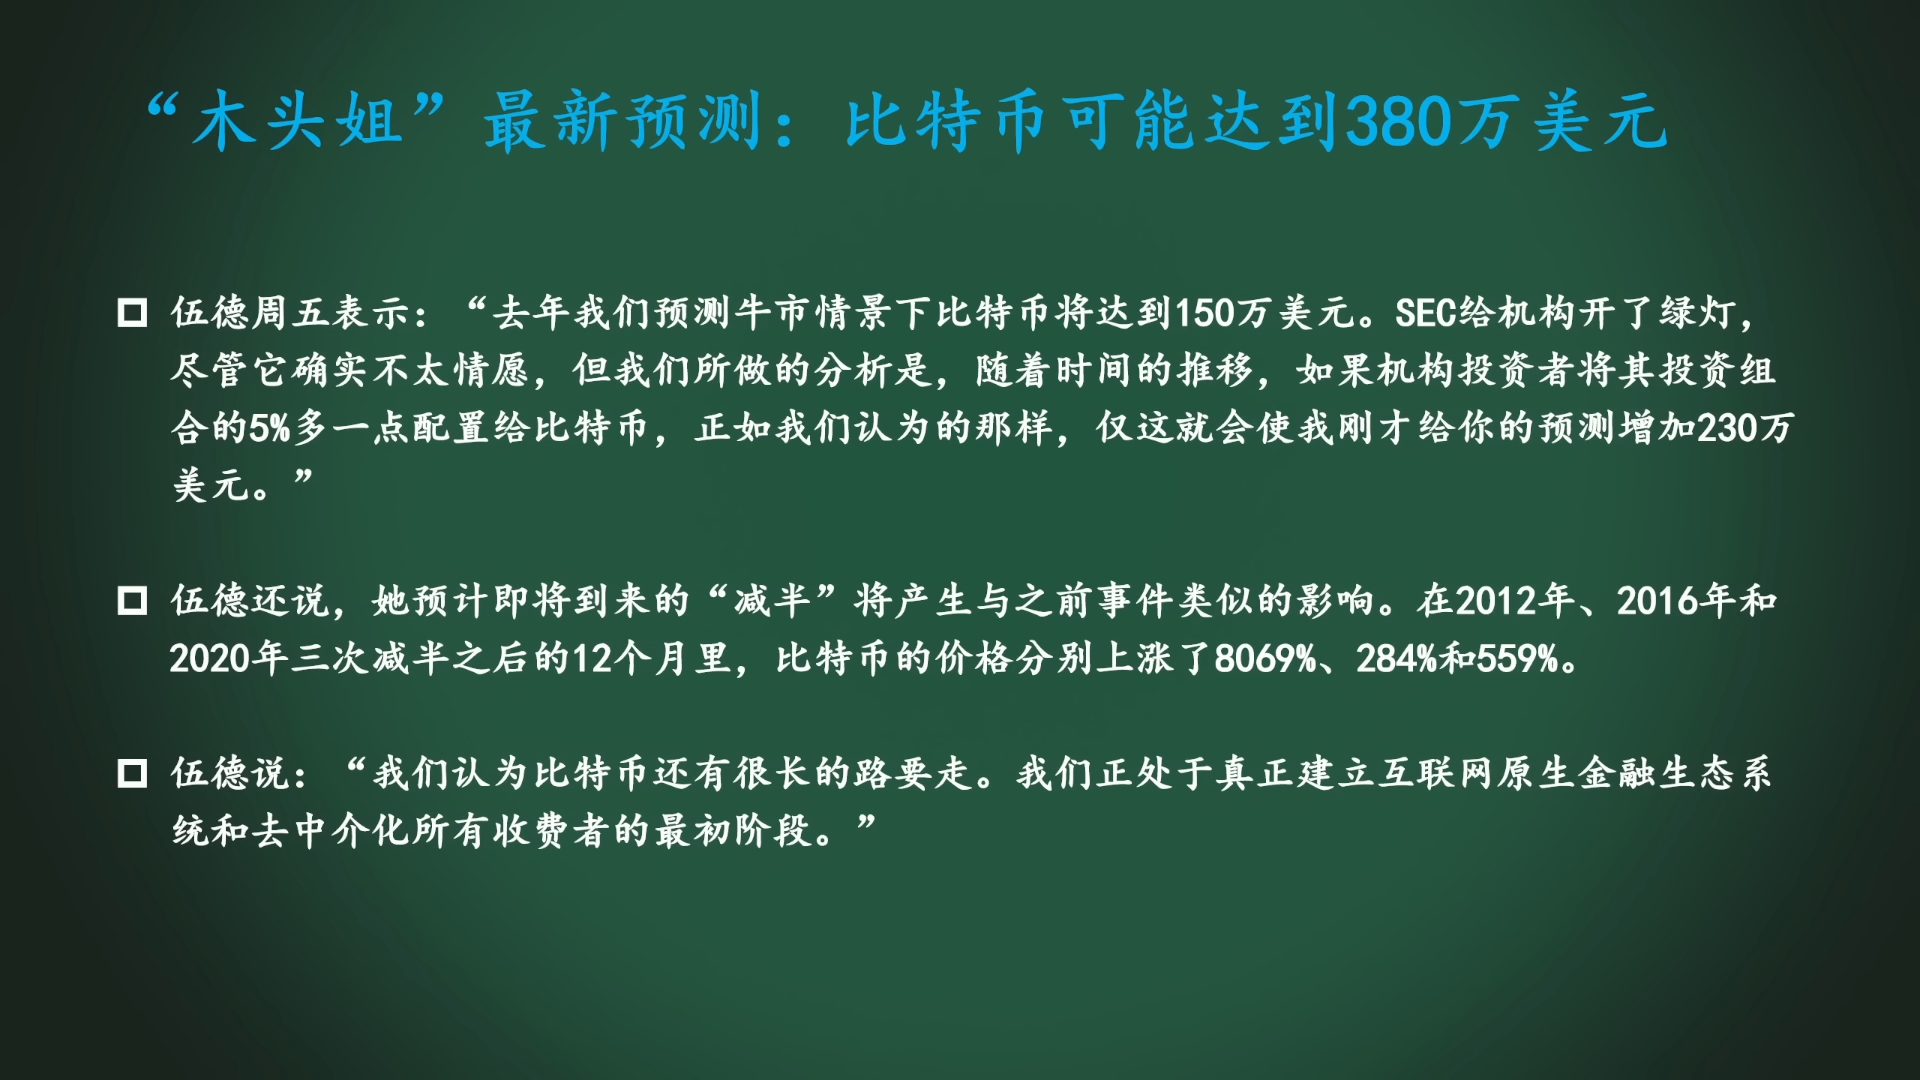 “木头姐”最新预测：比特币可能达到380万美元
伍德周五表示：“去年我们预测牛市情景下比特币将达到150万美元。SEC给机构开了绿灯，
尽管它确实不太情愿，但我们所做的分析是，随着时间的推移，如果机构投资者将其投资组
合的5%多一点配置给比特币，正如我们认为的那样，仅这就会使我刚才给你的预测增加230万
美元。”
伍德还说，她预计即将到来的“减半”将产生与之前事件类似的影响。在2012年、2016年和
2020年三次减半之后的12个月里，比特币的价格分别上涨了8069%、284%和559%。
伍德说：“我们认为比特币还有很长的路要走。我们正处于真正建立互联网原生金融生态系
统和去中介化所有收费者的最初阶段。”